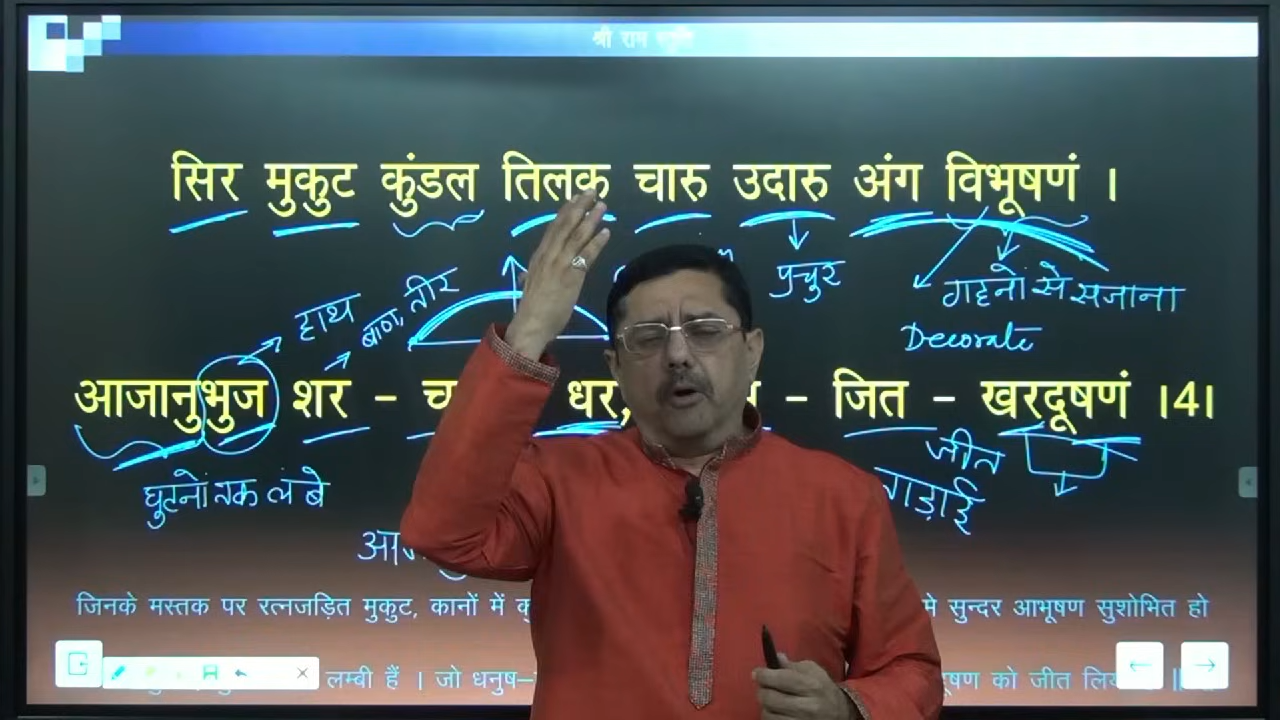 श्री राम स्तुति
सिर मुकुट कुंडल तिलक चारु उदारु अंग विभूषणं ।
प्रचुर
गहनों से सजाना
Decorate
हाथ
बाण, तीर
आजानुभुज शर - च धर, - जित - खरदूषणं ।4।
घुटनों तक लंबे
जीत
जिनके मस्तक पर रत्नजड़ित मुकुट, कानों में सुन्दर आभूषण सुशोभित हो
लम्बी हैं । जो धनुष– को जीत